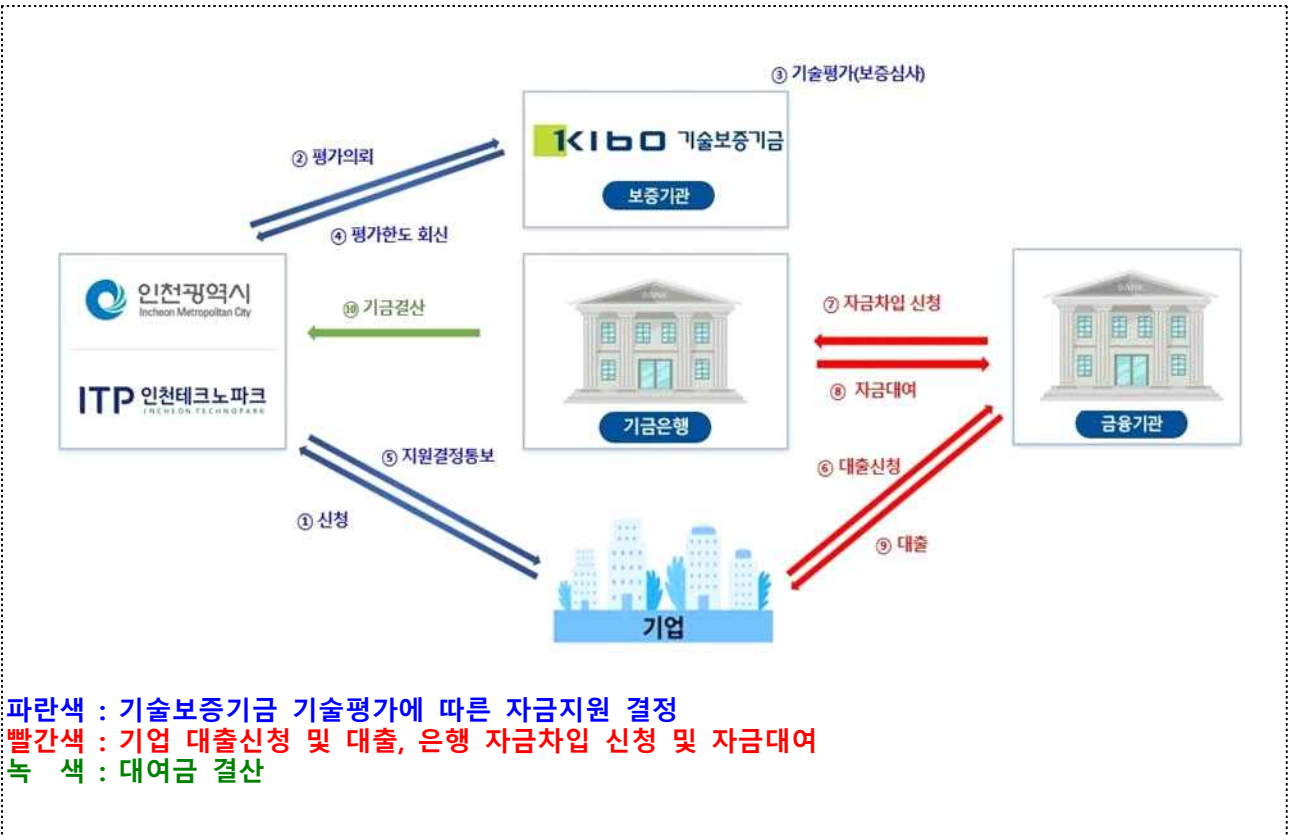 ③ 기술평가(보증심사)
KIBO 기술보증기금
② 평가의뢰
보증기관
④ 평가한도 회신
인천광역시
Incheon Metropolitan City
⑩ 기금결산
⑦ 자금차입 신청
BANK
BANK
ITP 인천테크노파크
INCHEON TECHNOPARK
⑧ 자금대여
기금은행
금융기관
⑤ 지원결정통보
⑥ 대출신청
① 신청
⑨ 대출
기업
파란색 : 기술보증기금 기술평가에 따른 자금지원 결정
빨간색 : 기업 대출신청 및 대출, 은행 자금차입 신청 및 자금대여
녹 색 : 대여금 결산